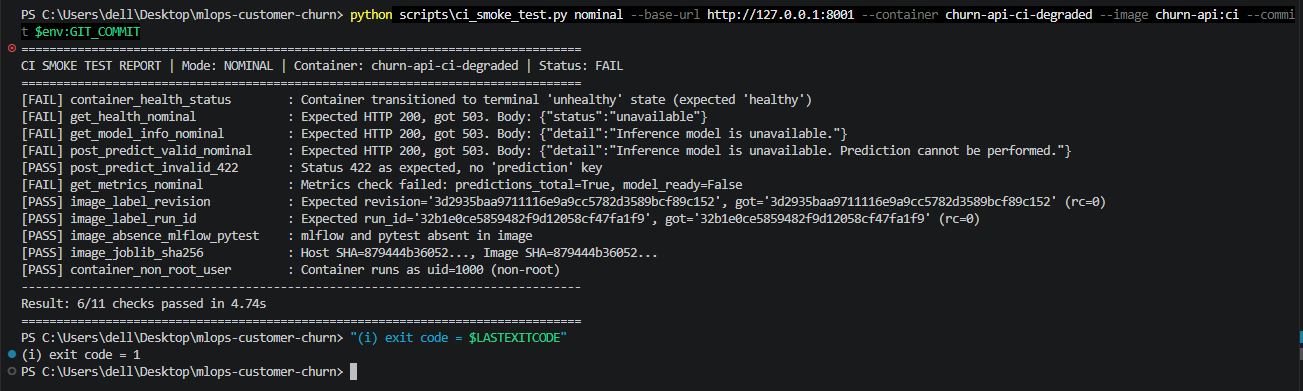 PS C:\Users\dell\Desktop\mlops-customer-churn> python scripts\ci_smoke_test.py nominal --base-url http://127.0.0.1:8001 --container churn-api-ci-degraded --image churn-api:ci --commi
t $env:GIT_COMMIT
================================================================================
CI SMOKE TEST REPORT | Mode: NOMINAL | Container: churn-api-ci-degraded | Status: FAIL
================================================================================
[FAIL] container_health_status : Container transitioned to terminal 'unhealthy' state (expected 'healthy')
[FAIL] get_health_nominal : Expected HTTP 200, got 503. Body: {"status":"unavailable"}
[FAIL] get_model_info_nominal : Expected HTTP 200, got 503. Body: {"detail":"Inference model is unavailable."}
[FAIL] post_predict_valid_nominal : Expected HTTP 200, got 503. Body: {"detail":"Inference model is unavailable. Prediction cannot be performed."}
[PASS] post_predict_invalid_422 : Status 422 as expected, no 'prediction' key
[FAIL] get_metrics_nominal : Metrics check failed: predictions_total=True, model_ready=False
[PASS] image_label_revision : Expected revision='3d2935baa9711116e9a9cc5782d3589bcf89c152', got='3d2935baa9711116e9a9cc5782d3589bcf89c152' (rc=0)
[PASS] image_label_run_id : Expected run_id='32b1e0ce5859482f9d12058cf47fa1f9', got='32b1e0ce5859482f9d12058cf47fa1f9' (rc=0)
[PASS] image_absence_mlflow_pytest : mlflow and pytest absent in image
[PASS] image_joblib_sha256 : Host SHA=879444b36052..., Image SHA=879444b36052...
[PASS] container_non_root_user : Container runs as uid=1000 (non-root)
--------------------------------------------------------------------------------
Result: 6/11 checks passed in 4.74s
================================================================================
PS C:\Users\dell\Desktop\mlops-customer-churn> "(i) exit code = $LASTEXITCODE"
(i) exit code = 1
PS C:\Users\dell\Desktop\mlops-customer-churn>